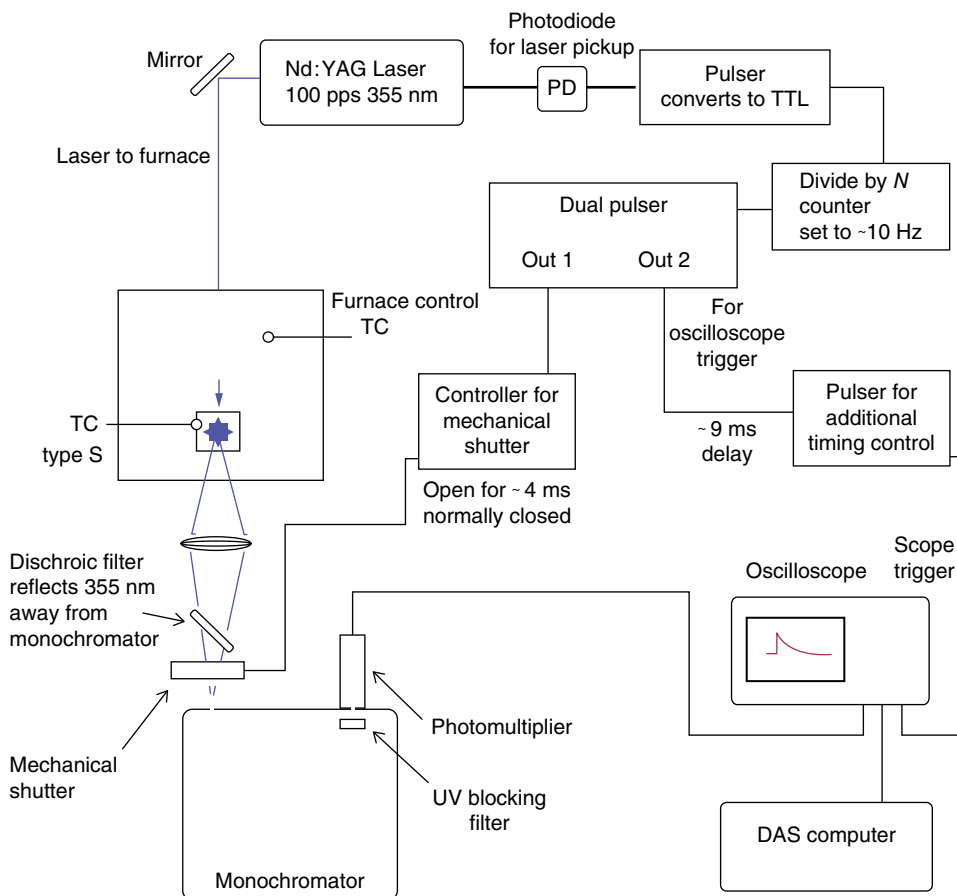 Photodiode
for laser pickup
Mirror
Nd:YAG Laser
100 pps 355 nm
PD
Pulser
converts to TTL
Laser to furnace
Divide by N
counter
set to ~10 Hz
Dual pulser
Out 1
Out 2
Furnace control
TC
For
oscilloscope
trigger
Controller for
mechanical
shutter
Pulser for
additional
timing control
TC
type S
~ 9 ms
delay
Open for ~ 4 ms
normally closed
Dischroic filter
reflects 355 nm
away from
monochromator
Oscilloscope
Scope
trigger
Photomultiplier
Mechanical
shutter
UV blocking
filter
DAS computer
Monochromator